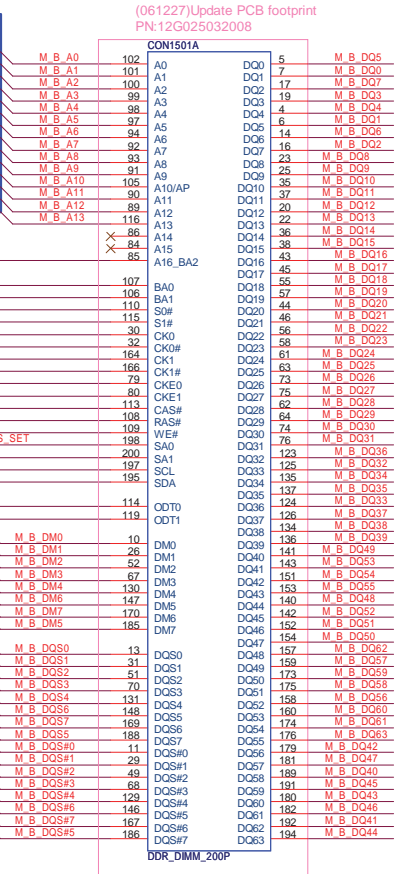 (061227)Update PCB footprint
PN:12G025032008
CON1501A
M_B_A0 102 A0 DQ0 5 M_B_DQ5
M_B_A1 101 A1 DQ1 7 M_B_DQ0
M_B_A2 100 A2 DQ2 17 M_B_DQ7
M_B_A3 99 A3 DQ3 19 M_B_DQ3
M_B_A4 98 A4 DQ4 4 M_B_DQ4
M_B_A5 97 A5 DQ5 6 M_B_DQ1
M_B_A6 94 A6 DQ6 14 M_B_DQ6
M_B_A7 92 A7 DQ7 16 M_B_DQ2
M_B_A8 93 A8 DQ8 23 M_B_DQ8
M_B_A9 91 A9 DQ9 25 M_B_DQ9
M_B_A10 105 A10/AP DQ10 35 M_B_DQ10
M_B_A11 90 A11 DQ11 37 M_B_DQ11
M_B_A12 89 A12 DQ12 20 M_B_DQ12
M_B_A13 116 A13 DQ13 22 M_B_DQ13
86 A14 DQ14 36 M_B_DQ14
84 A15 DQ15 38 M_B_DQ15
85 A16_BA2 DQ16 43 M_B_DQ16
DQ17 45 M_B_DQ17
107 BA0 DQ18 55 M_B_DQ18
106 BA1 DQ19 57 M_B_DQ19
110 S0# DQ20 44 M_B_DQ20
115 S1# DQ21 46 M_B_DQ21
30 CK0 DQ22 56 M_B_DQ22
32 CK0# DQ23 58 M_B_DQ23
164 CK1 DQ24 61 M_B_DQ24
166 CK1# DQ25 63 M_B_DQ25
79 CKE0 DQ26 73 M_B_DQ26
80 CKE1 DQ27 75 M_B_DQ27
113 CAS# DQ28 62 M_B_DQ28
108 RAS# DQ29 64 M_B_DQ29
109 WE# DQ30 74 M_B_DQ30
S_SET 198 SA0 DQ31 76 M_B_DQ31
200 SA1 DQ32 123 M_B_DQ36
197 SCL DQ33 125 M_B_DQ32
195 SDA DQ34 135 M_B_DQ34
DQ35 137 M_B_DQ35
114 ODT0 DQ36 124 M_B_DQ33
119 ODT1 DQ37 126 M_B_DQ37
DQ38 134 M_B_DQ38
M_B_DM0 10 DM0 DQ39 136 M_B_DQ39
M_B_DM1 26 DM1 DQ40 141 M_B_DQ49
M_B_DM2 52 DM2 DQ41 143 M_B_DQ53
M_B_DM3 67 DM3 DQ42 151 M_B_DQ54
M_B_DM4 130 DM4 DQ43 153 M_B_DQ55
M_B_DM6 147 DM5 DQ44 140 M_B_DQ48
M_B_DM7 170 DM6 DQ45 142 M_B_DQ52
M_B_DM5 185 DM7 DQ46 152 M_B_DQ51
DQ47 154 M_B_DQ50
M_B_DQS0 13 DQS0 DQ48 157 M_B_DQ62
M_B_DQS1 31 DQS1 DQ49 159 M_B_DQ57
M_B_DQS2 51 DQS2 DQ50 173 M_B_DQ59
M_B_DQS3 70 DQS3 DQ51 175 M_B_DQ58
M_B_DQS4 131 DQS4 DQ52 158 M_B_DQ56
M_B_DQS6 148 DQS5 DQ53 160 M_B_DQ60
M_B_DQS7 169 DQS6 DQ54 174 M_B_DQ61
M_B_DQS5 188 DQS7 DQ55 176 M_B_DQ63
M_B_DQS#0 11 DQS#0 DQ56 179 M_B_DQ42
M_B_DQS#1 29 DQS#1 DQ57 181 M_B_DQ47
M_B_DQS#2 49 DQS#2 DQ58 189 M_B_DQ40
M_B_DQS#3 68 DQS#3 DQ59 191 M_B_DQ45
M_B_DQS#4 129 DQS#4 DQ60 180 M_B_DQ43
M_B_DQS#6 146 DQS#5 DQ61 182 M_B_DQ46
M_B_DQS#7 167 DQS#6 DQ62 192 M_B_DQ41
M_B_DQS#5 186 DQS#7 DQ63 194 M_B_DQ44
DDR_DIMM_200P